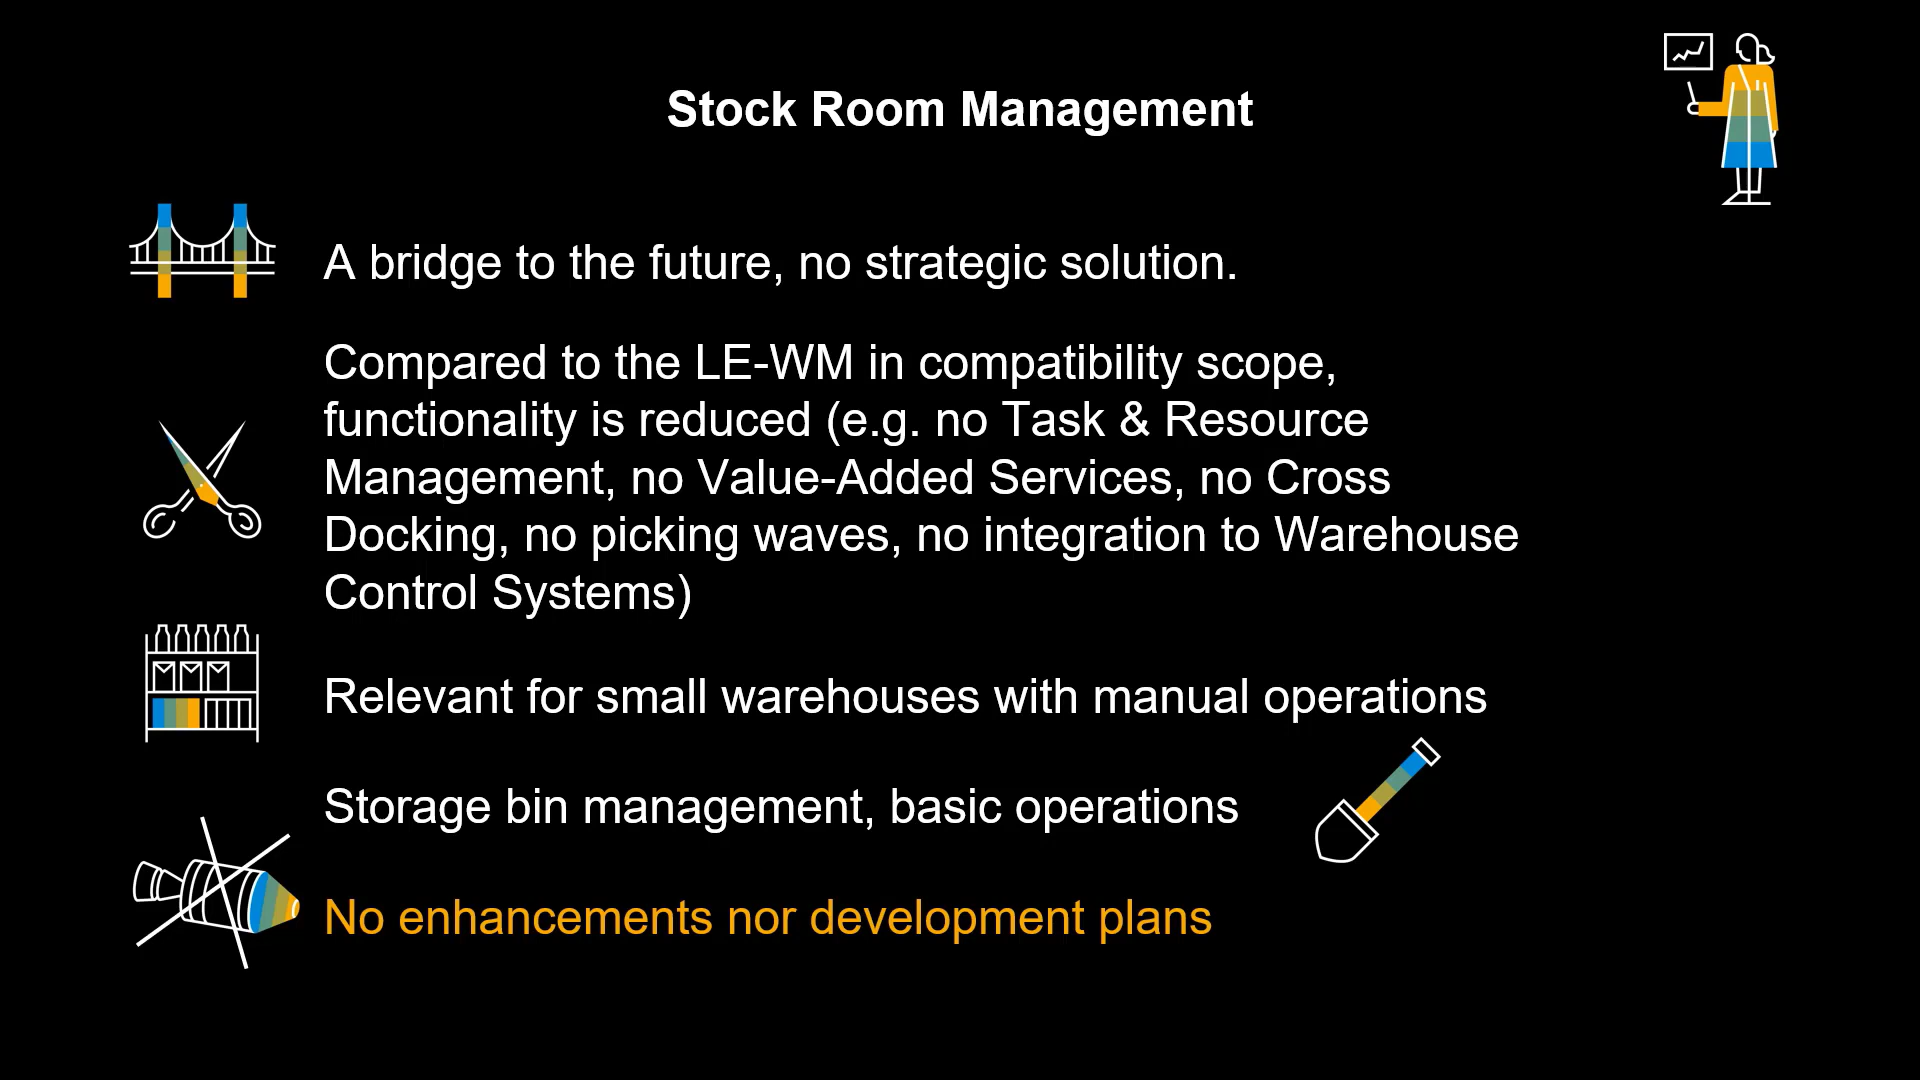 Stock Room Management
A bridge to the future, no strategic solution.
Compared to the LE-WM in compatibility scope,
functionality is reduced (e.g. no Task & Resource
Management, no Value-Added Services, no Cross
Docking, no picking waves, no integration to Warehouse
Control Systems)
Relevant for small warehouses with manual operations
Storage bin management, basic operations
No enhancements nor development plans